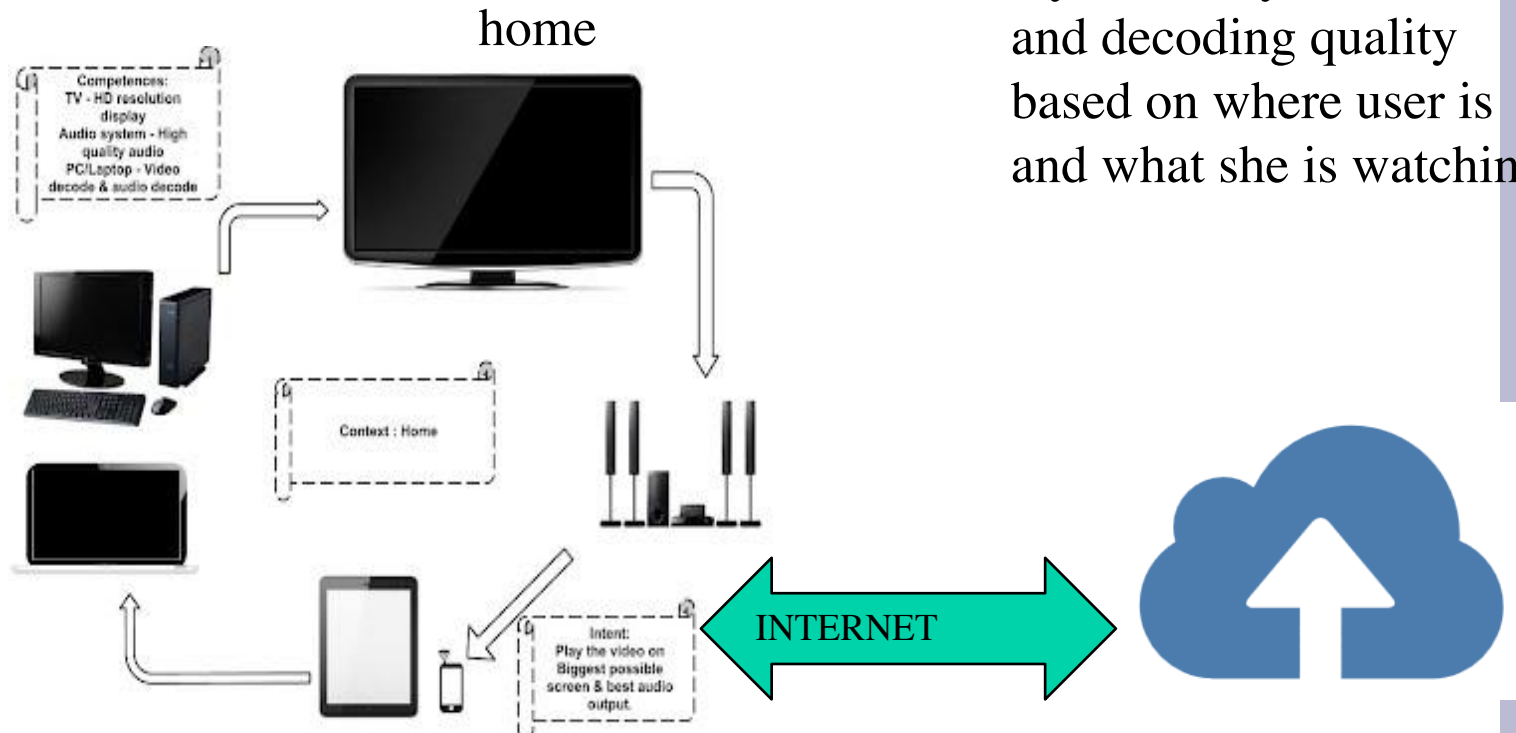 home
and decoding quality
based on where user is
and what she is watchin
Competences:
TV - HD resolution
display
Audio system - High
quality audio
PC/Laptop - Video
decode & audio decode
Context : Home
Intent:
Play the video on
Biggest possible
screen & best audio
output.
INTERNET